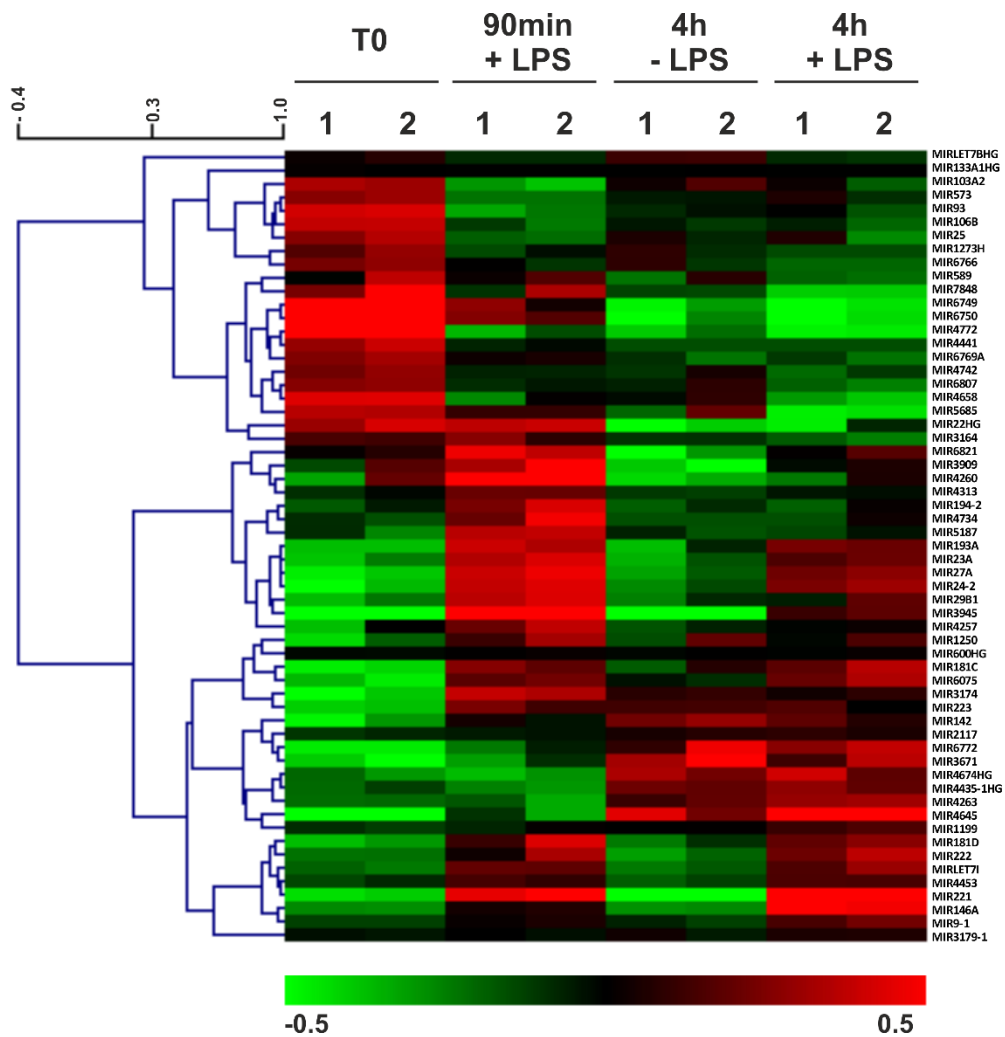 T0
90min
+ LPS
4h
- LPS
4h
+ LPS
- 0.4
0.3
1.0
1 2 1 2 1 2 1 2
MIRLET7BHG
MIR133A1HG
MIR103A2
MIR573
MIR93
MIR106B
MIR25
MIR1273H
MIR6766
MIR589
MIR7848
MIR6749
MIR6750
MIR4772
MIR4441
MIR6769A
MIR4742
MIR6807
MIR4658
MIR5685
MIR22HG
MIR3164
MIR6821
MIR3909
MIR4260
MIR4313
MIR194-2
MIR4734
MIR5187
MIR193A
MIR23A
MIR27A
MIR24-2
MIR29B1
MIR3945
MIR4257
MIR1250
MIR600HG
MIR181C
MIR6075
MIR3174
MIR223
MIR142
MIR2117
MIR6772
MIR3671
MIR4674HG
MIR4435-1HG
MIR4263
MIR4645
MIR1199
MIR181D
MIR222
MIRLET7I
MIR4453
MIR221
MIR146A
MIR9-1
MIR3179-1
-0.5 0.5